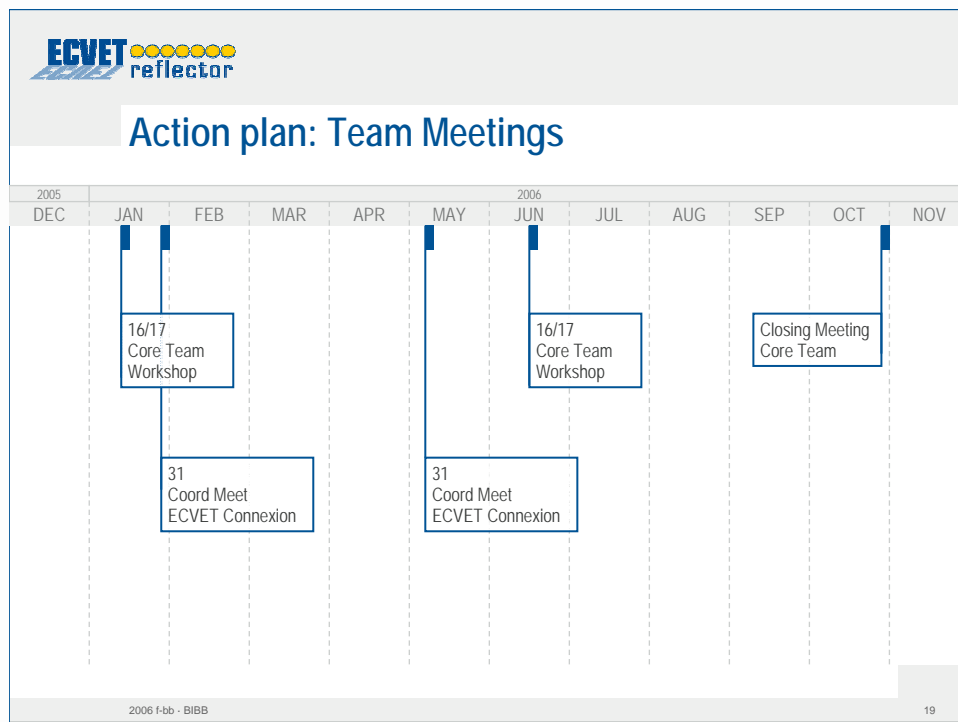 ECVET
reflector
Action plan: Team Meetings
2005 2006
DEC JAN FEB MAR APR MAY JUN JUL AUG SEP OCT NOV
16/17
Core Team
Workshop
16/17
Core Team
Workshop
Closing Meeting
Core Team
31
Coord Meet
ECVET Connexion
31
Coord Meet
ECVET Connexion
2006 f-bb - BIBB 19